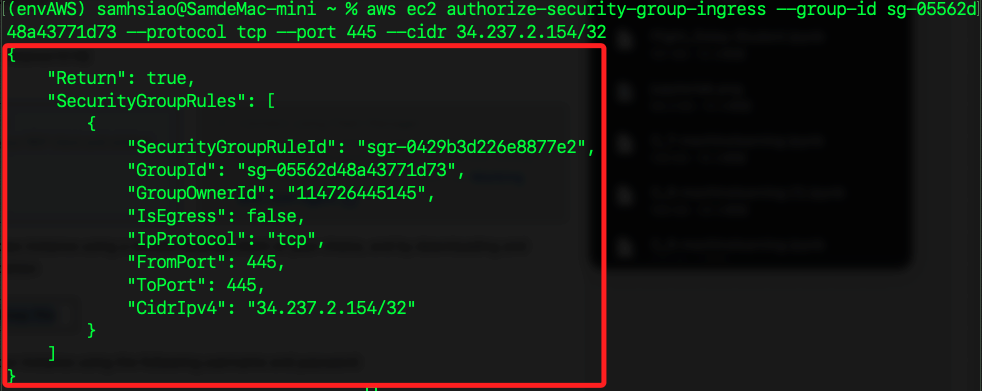 (envAWS) samhsiao@SamdeMac-mini ~ % aws ec2 authorize-security-group-ingress --group-id sg-05562d
48a43771d73 --protocol tcp --port 445 --cidr 34.237.2.154/32
{
    "Return": true,
    "SecurityGroupRules": [
        {
            "SecurityGroupRuleId": "sgr-0429b3d226e8877e2",
            "GroupId": "sg-05562d48a43771d73",
            "GroupOwnerId": "114726445145",
            "IsEgress": false,
            "IpProtocol": "tcp",
            "FromPort": 445,
            "ToPort": 445,
            "CidrIpv4": "34.237.2.154/32"
        }
    ]
}